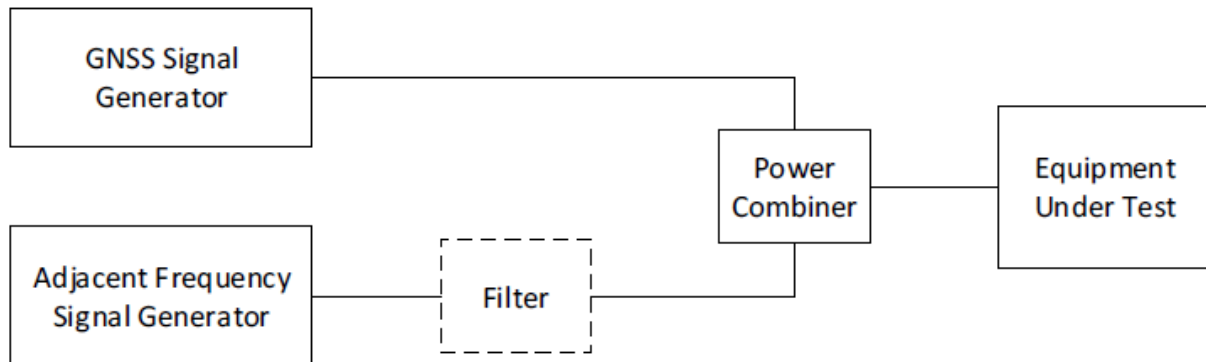 GNSS Signal
Generator
Power
Combiner
Equipment
Under Test
Adjacent Frequency
Signal Generator
Filter